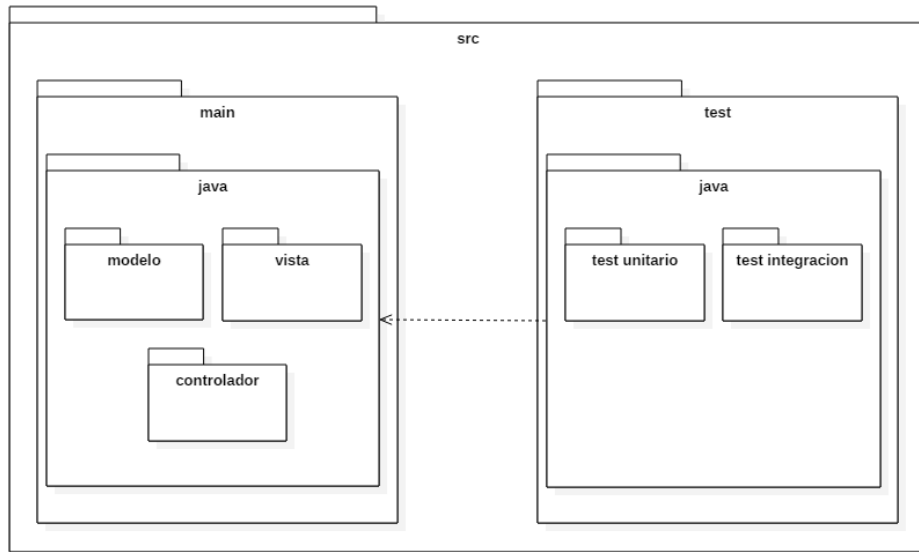 src
main
test
java
java
modelo
vista
test unitario
test integracion
controlador